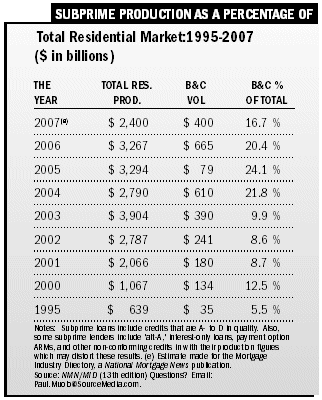 SUBPRIME PRODUCTION AS A PERCENTAGE OF
Total Residential Market:1995-2007
($ in billions)
THE YEAR TOTAL RES. PROD. B&C VOL B&C % OF TOTAL
2007(e) $ 2,400 $ 400 16.7 %
2006 $ 3,267 $ 665 20.4 %
2005 $ 3,294 $ 79 24.1 %
2004 $ 2,790 $ 610 21.8 %
2003 $ 3,904 $ 390 9.9 %
2002 $ 2,787 $ 241 8.6 %
2001 $ 2,066 $ 180 8.7 %
2000 $ 1,067 $ 134 12.5 %
1995 $ 639 $ 35 5.5 %
Notes: Subprime loans include credits that are A- to D in quality. Also,
some subprime lenders include 'alt-A,' interest-only loans, payment option
ARMs, and other non-conforming credits in with their production figures
which may distort these results. (e) Estimate made for the Mortgage
Industry Directory, a National Mortgage News publication.
Source: NMN/MID (13th edition) Questions? Email:
Paul.Muobil@SourceMedia.com.